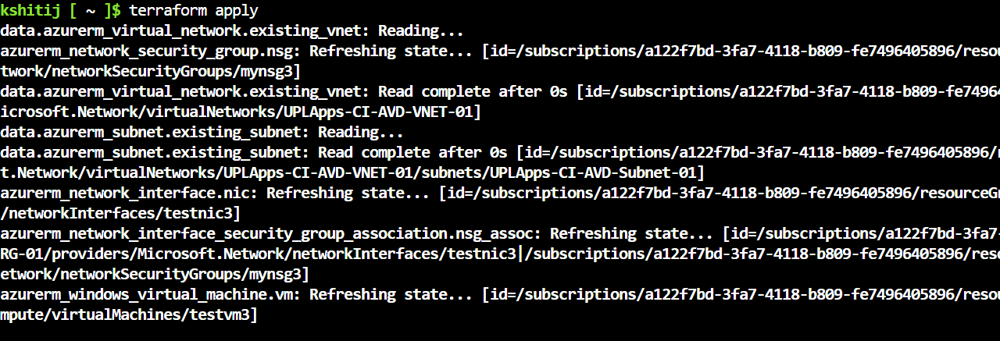 kshitij [ ~ ]$ terraform apply
data.azurerm_virtual_network.existing_vnet: Reading...
azurerm_network_security_group.nsg: Refreshing state... [id=/subscriptions/a122f7bd-3fa7-4118-b809-fe7496405896/resou
twork/networkSecurityGroups/mynsg3]
data.azurerm_virtual_network.existing_vnet: Read complete after 0s [id=/subscriptions/a122f7bd-3fa7-4118-b809-fe74964
icrosoft.Network/virtualNetworks/UPLApps-CI-AVD-VNET-01]
data.azurerm_subnet.existing_subnet: Reading...
data.azurerm_subnet.existing_subnet: Read complete after 0s [id=/subscriptions/a122f7bd-3fa7-4118-b809-fe7496405896/r
t.Network/virtualNetworks/UPLApps-CI-AVD-VNET-01/subnets/UPLApps-CI-AVD-Subnet-01]
azurerm_network_interface.nic: Refreshing state... [id=/subscriptions/a122f7bd-3fa7-4118-b809-fe7496405896/resourceGr
/networkInterfaces/testnic3]
azurerm_network_interface_security_group_association.nsg_assoc: Refreshing state... [id=/subscriptions/a122f7bd-3fa7-
RG-01/providers/Microsoft.Network/networkInterfaces/testnic3|/subscriptions/a122f7bd-3fa7-4118-b809-fe7496405896/reso
etwork/networkSecurityGroups/mynsg3]
azurerm_windows_virtual_machine.vm: Refreshing state... [id=/subscriptions/a122f7bd-3fa7-4118-b809-fe7496405896/resou
mpute/virtualMachines/testvm3]